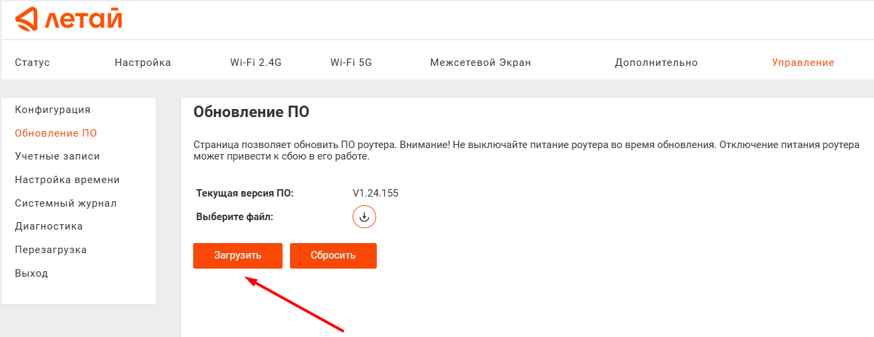 летай
Статус Настройка Wi-Fi 2.4G Wi-Fi 5G Межсетевой Экран Дополнительно Управление
Конфигурация
Обновление ПО
Учетные записи
Настройка времени
Системный журнал
Диагностика
Перезагрузка
Выход
Обновление ПО
Страница позволяет обновить ПО роутера. Внимание! Не выключайте питание роутера во время обновления. Отключение питания роутера
может привести к сбою в его работе.
Текущая версия ПО: V1.24.155
Выберите файл:
Загрузить Сбросить